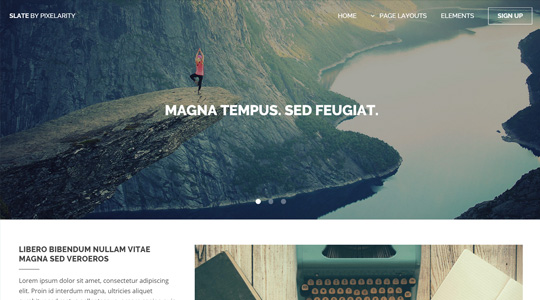 SLATE BY PIXELARITY
HOME
PAGE LAYOUTS
ELEMENTS
SIGN UP
MAGNA TEMPUS. SED FEUGIAT.
LIBERO BIBENDUM NULLAM VITAE
MAGNA SED VEROEROS
Lorem ipsum dolor sit amet, consectetur adipiscing
elit. Proin id interdum magna, ultricies aliquet